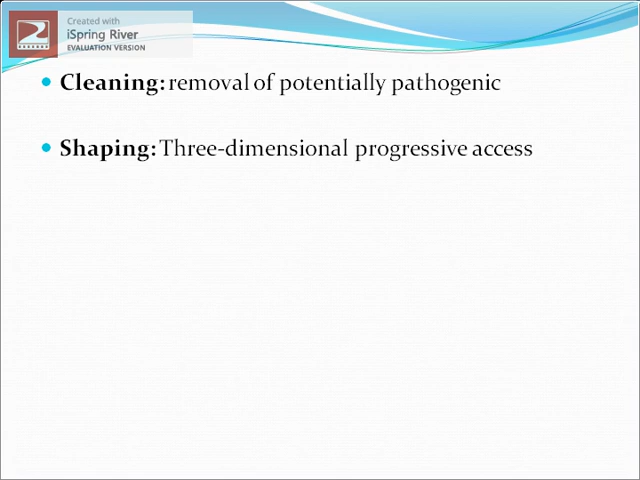 Created with
iSpring River
EVALUATION VERSION
Cleaning: removal of potentially pathogenic
Shaping: Three-dimensional progressive access